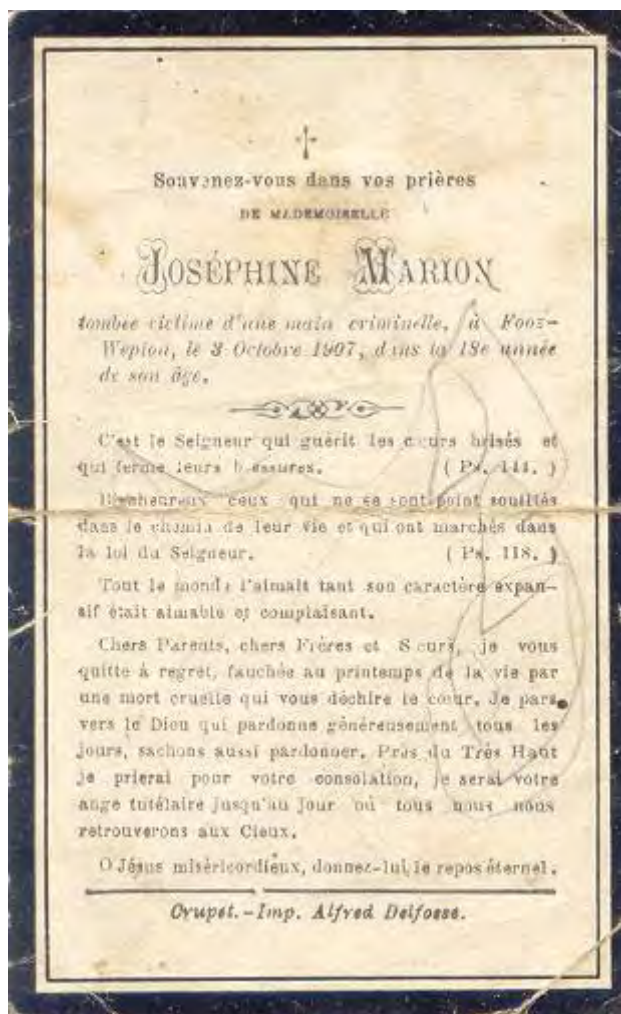 Souvenez-vous dans vos prières
DE MADEMOISELLE
JOSÉPHINE MARION
tombée victime d'une main criminelle, à Fooz-
Wépion, le 3 Octobre 1907, dans la 18e année
de son âge.
C'est le Seigneur qui guérit les cœurs brisés et
qui ferme leurs blessures. ( Ps. 144. )
Bienheureux ceux qui ne se sont point souillés
dans le chemin de leur vie et qui ont marchés dans
la loi du Seigneur. ( Ps. 118. )
Tout le monde l'aimait tant son caractère expan-
sif était aimable et complaisant.
Chers Parents, chers Frères et Sœurs, je vous
quitte à regret, fauchée au printemps de la vie par
une mort cruelle qui vous déchire le cœur. Je pars
vers le Dieu qui pardonne généreusement tous les
jours, sachons aussi pardonner. Près du Très Haut
je prierai pour votre consolation, je serai votre
ange tutélaire jusqu'au jour où tous nous nous
retrouverons aux Cieux.
O Jésus miséricordieux, donnez-lui le repos éternel.
Crupet.-Imp. Alfred Delfosse.